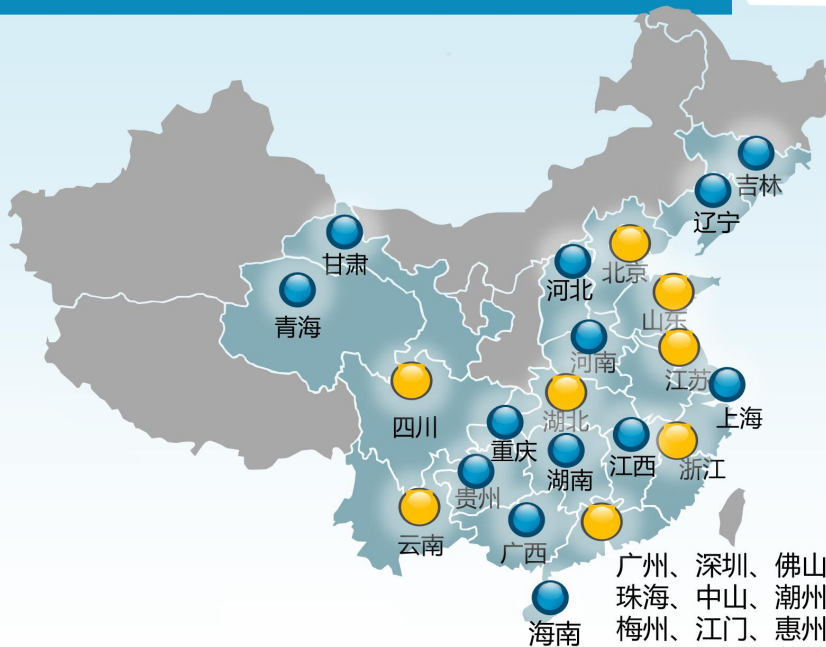 吉林
辽宁
甘肃
北京
河北
青海
山东
河南
江苏
上海
四川
湖北
重庆
江西
浙江
湖南
贵州
云南
广西
广州、深圳、佛山
珠海、中山、潮州
梅州、江门、惠州
海南